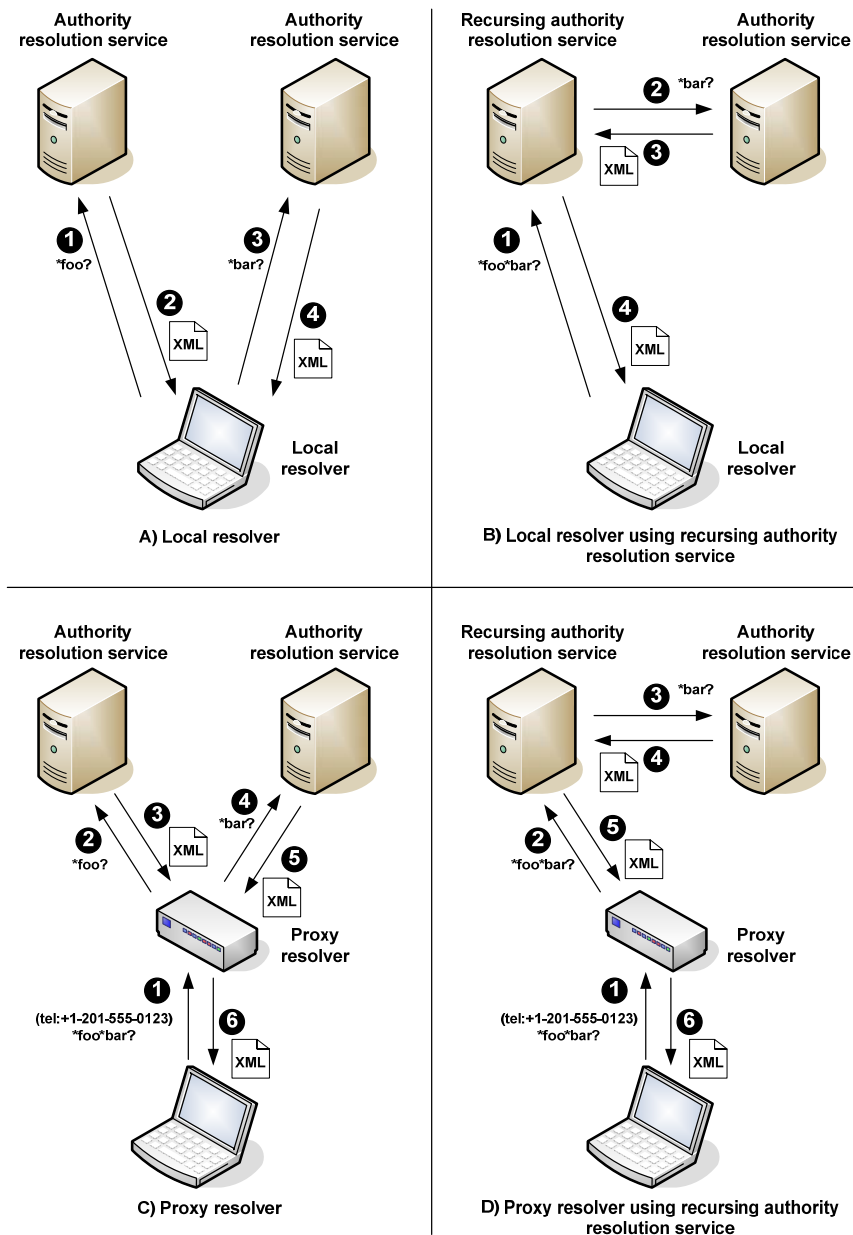 Authority
resolution service
Authority
resolution service
1
*foo?
2
XML
3
*bar?
4
XML
Local
resolver
A) Local resolver
Recursing authority
resolution service
Authority
resolution service
2
*bar?
3
XML
1
*foo*bar?
4
XML
Local
resolver
B) Local resolver using recursing authority
resolution service
Authority
resolution service
Authority
resolution service
2
*foo?
3
XML
4
*bar?
5
XML
Proxy
resolver
1
(tel:+1-201-555-0123)
*foo*bar?
6
XML
C) Proxy resolver
Recursing authority
resolution service
Authority
resolution service
3
*bar?
4
XML
2
*foo*bar?
5
XML
Proxy
resolver
1
(tel:+1-201-555-0123)
*foo*bar?
6
XML
D) Proxy resolver using recursing authority
resolution service